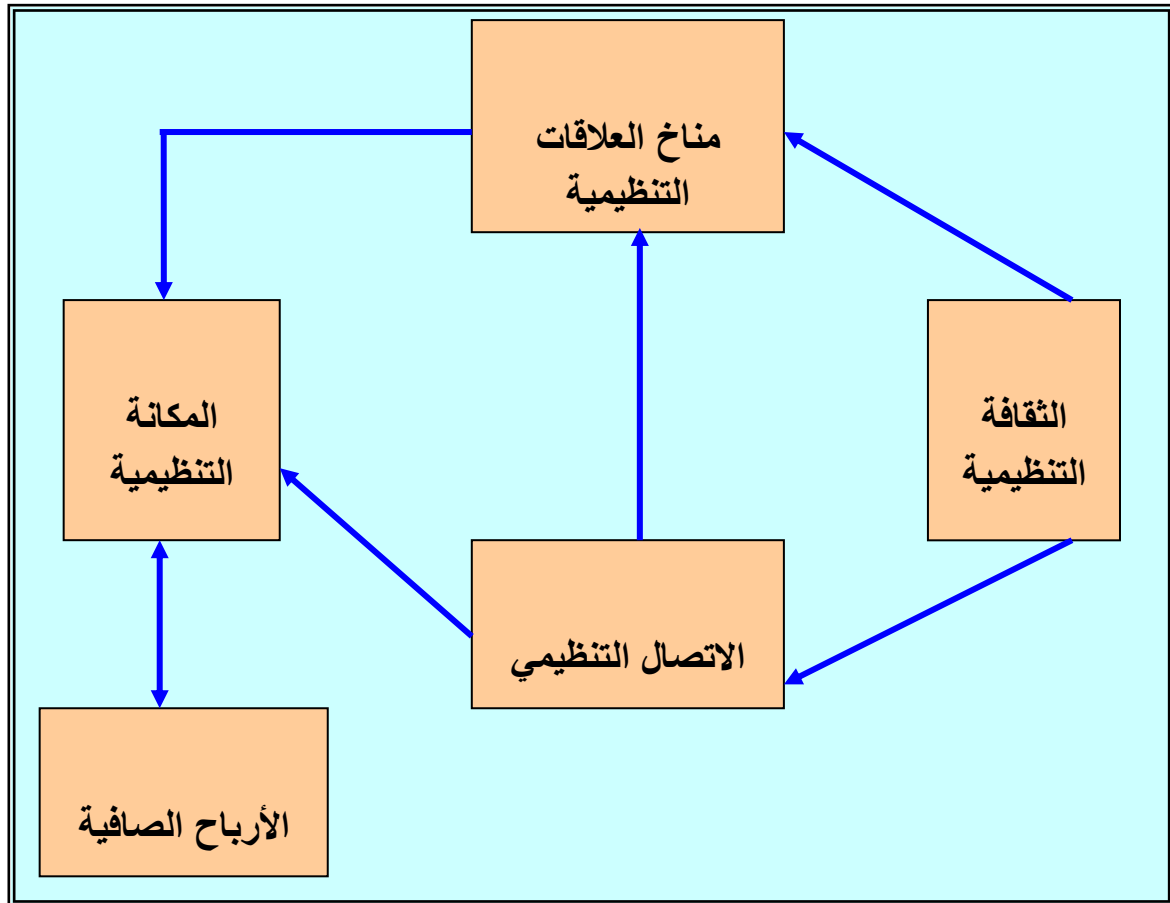 مناخ العلاقات
التنظيمية
الثقافة
التنظيمية
المكانة
التنظيمية
الاتصال التنظيمي
الأرباح الصافية